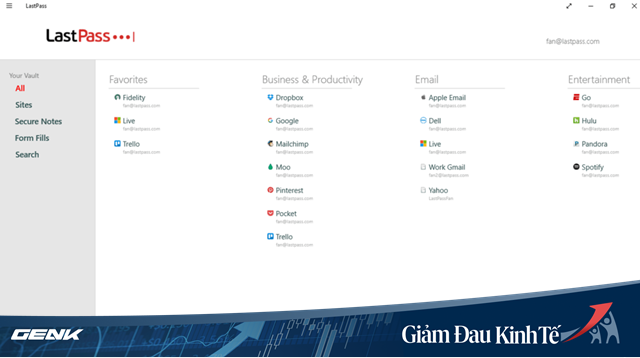 LastPass
LastPass
fan@lastpass.com
Your Vault
All
Sites
Secure Notes
Form Fills
Search
Favorites
Fidelity
fan@lastpass.com
Live
fan@lastpass.com
Trello
fan@lastpass.com
Business & Productivity
Dropbox
fan@lastpass.com
Google
fan@lastpass.com
Mailchimp
fan@lastpass.com
Moo
fan@lastpass.com
Pinterest
fan@lastpass.com
Pocket
fan@lastpass.com
Trello
fan@lastpass.com
Email
Apple Email
fan@lastpass.com
Dell
fan@lastpass.com
Live
fan@lastpass.com
Work Gmail
fan2@lastpass.com
Yahoo
LastPassFan
Entertainment
Go
fan@lastpass.com
Hulu
fan@lastpass.com
Pandora
fan@lastpass.com
Spotify
fan@lastpass.com
GENK
Giảm Đau Kinh Tế